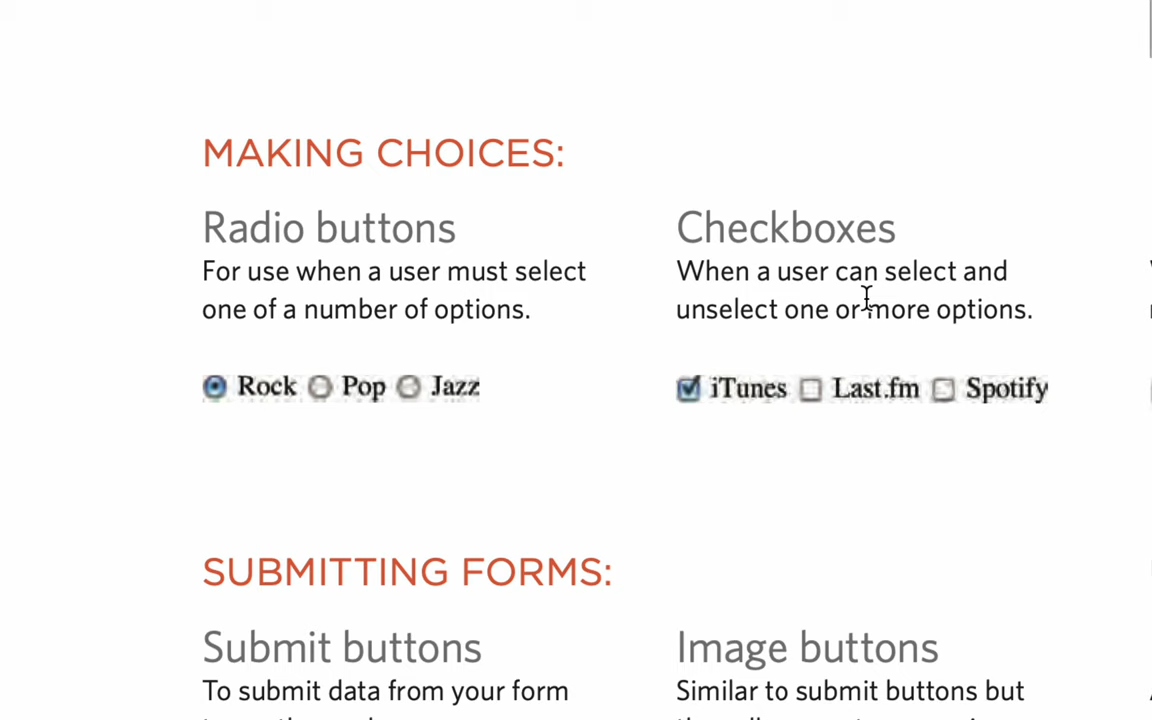 MAKING CHOICES:
Radio buttons
For use when a user must select
one of a number of options.
Rock Pop Jazz
Checkboxes
When a user can select and
unselect one or more options.
iTunes Last.fm Spotify
SUBMITTING FORMS:
Submit buttons
To submit data from your form
Image buttons
Similar to submit buttons but